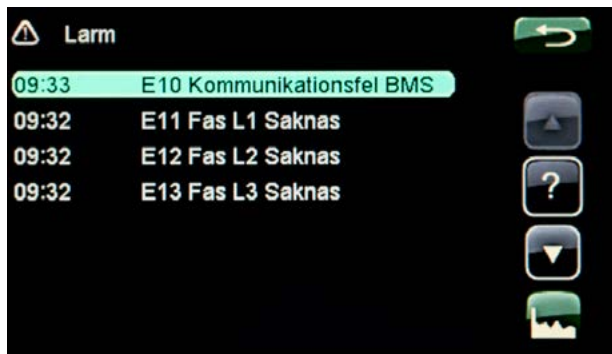 Larm
09:33 E10 Kommunikationsfel BMS
09:32 E11 Fas L1 Saknas
09:32 E12 Fas L2 Saknas
09:32 E13 Fas L3 Saknas
?